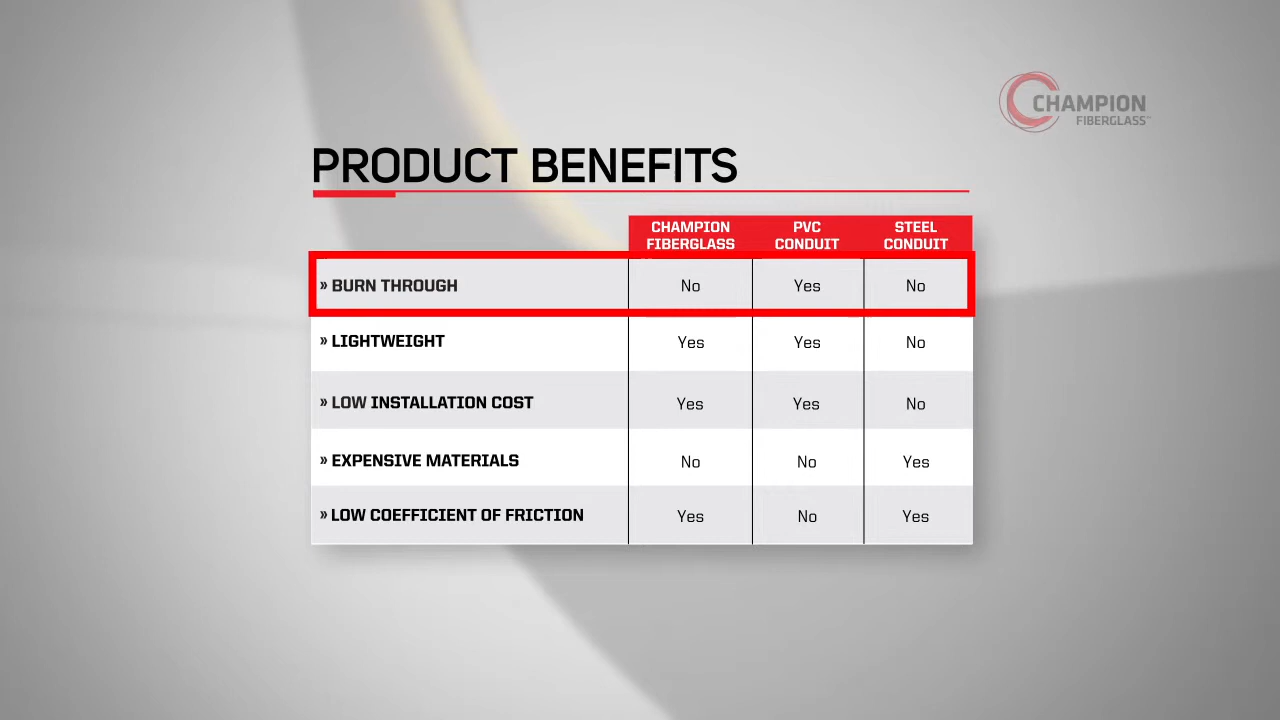 CHAMPION
FIBERGLASS™
PRODUCT BENEFITS
CHAMPION FIBERGLASS PVC CONDUIT STEEL CONDUIT
» BURN THROUGH No Yes No
» LIGHTWEIGHT Yes Yes No
» LOW INSTALLATION COST Yes Yes No
» EXPENSIVE MATERIALS No No Yes
» LOW COEFFICIENT OF FRICTION Yes No Yes